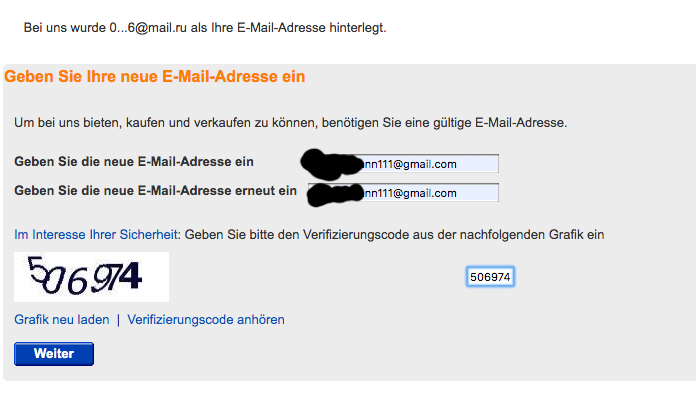 Bei uns wurde 0...6@mail.ru als Ihre E-Mail-Adresse hinterlegt.
Geben Sie Ihre neue E-Mail-Adresse ein
Um bei uns bieten, kaufen und verkaufen zu können, benötigen Sie eine gültige E-Mail-Adresse.
Geben Sie die neue E-Mail-Adresse ein nn111@gmail.com
Geben Sie die neue E-Mail-Adresse erneut ein nn111@gmail.com
Im Interesse Ihrer Sicherheit: Geben Sie bitte den Verifizierungscode aus der nachfolgenden Grafik ein
506974 506974
Grafik neu laden | Verifizierungscode anhören
Weiter